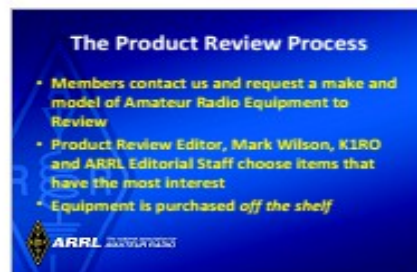 The Product Review Process
• Members contact us and request a make and
model of Amateur Radio Equipment to
Review
• Product Review Editor, Mark Wilson, K1RO
and ARRL Editorial Staff choose items that
have the most interest
• Equipment is purchased off the shelf
ARRL
AMATEUR RADIO